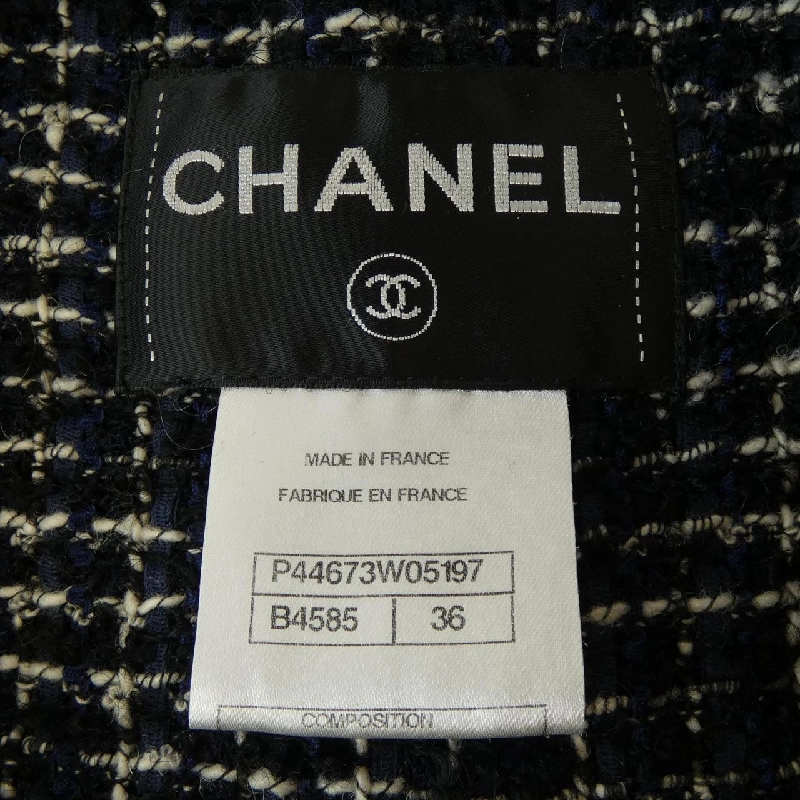 CHANEL
MADE IN FRANCE
FABRIQUE EN FRANCE
P44673W05197
B4585 36
COMPOSITION